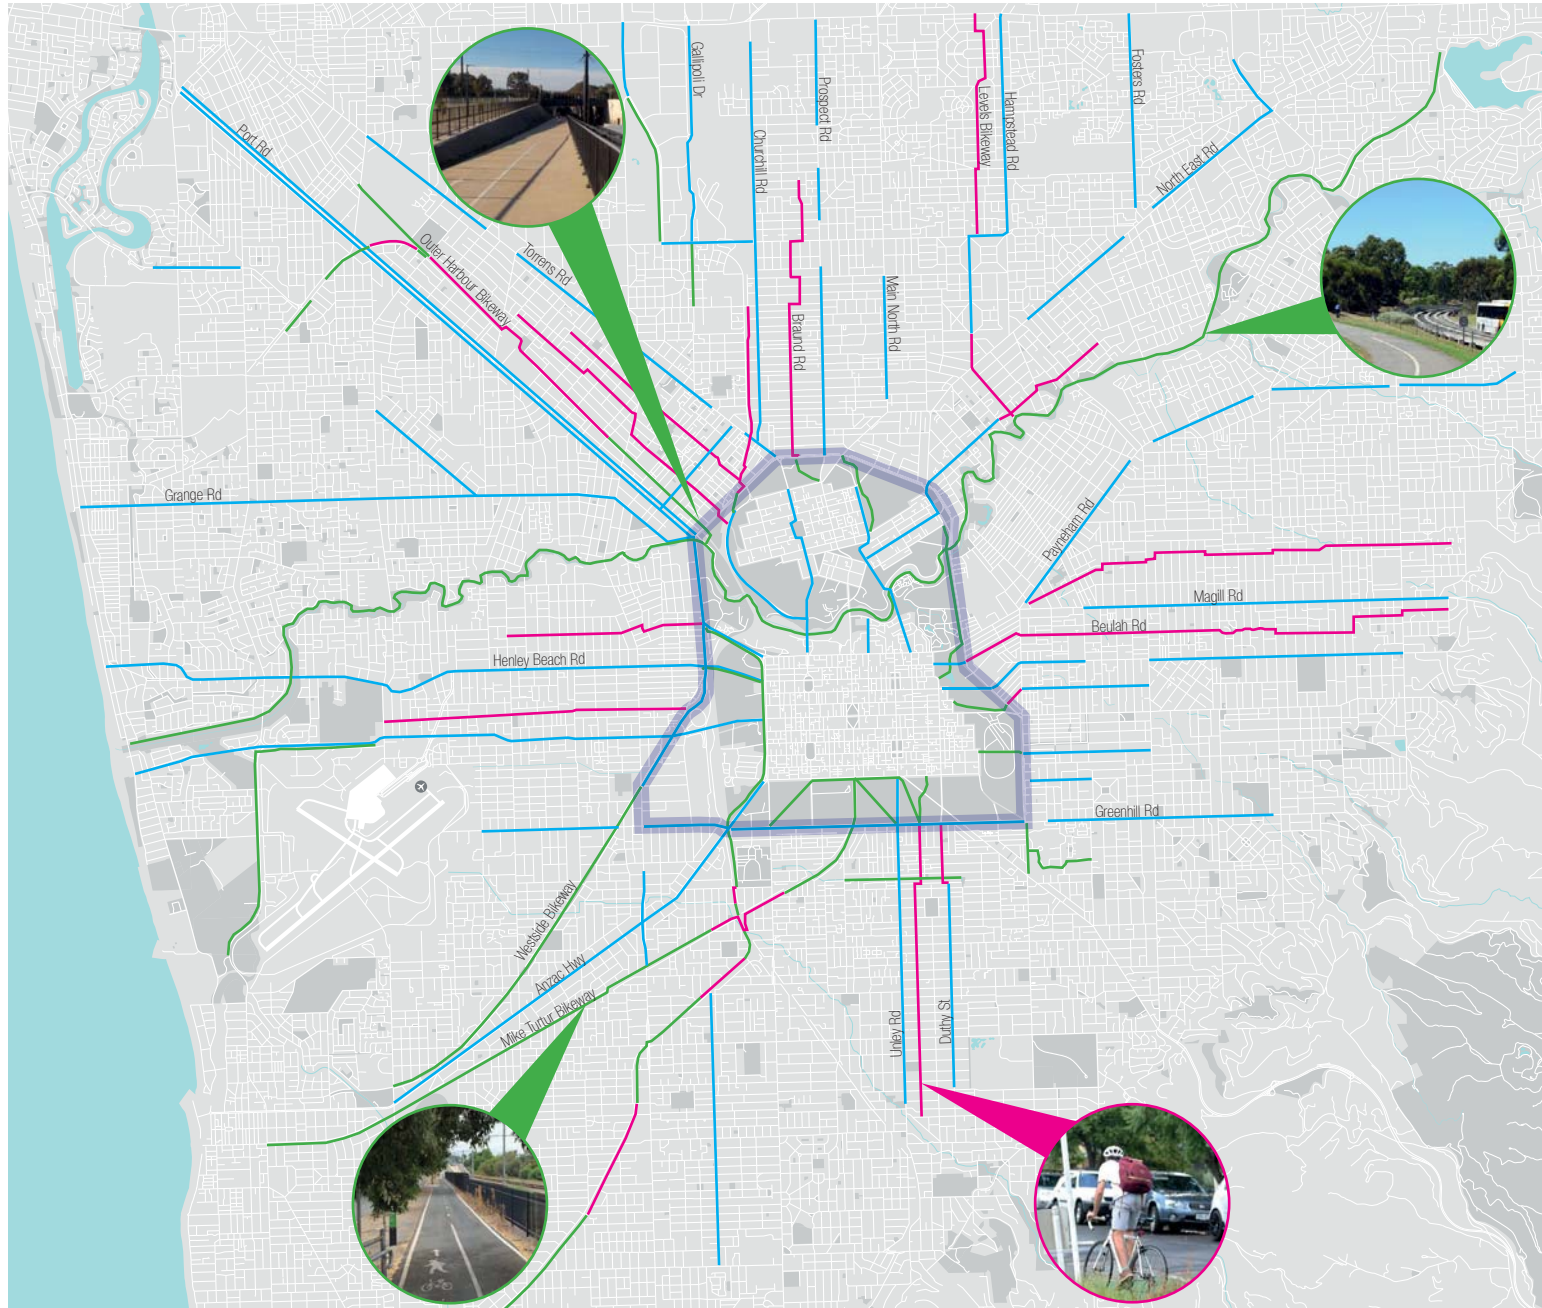 Gallipoli Dr
Prospect Rd
Fosters Rd
Levels Bikeway
Hampstead Rd
Port Rd
Churchill Rd
North East Rd
Outer Harbour Bikeway
Torrens Rd
Main North Rd
Braund Rd
Grange Rd
Payneham Rd
Magill Rd
Beulah Rd
Henley Beach Rd
Greenhill Rd
Westside Bikeway
Anzac Hwy
Mike Turtur Bikeway
Unley Rd
Duthy St